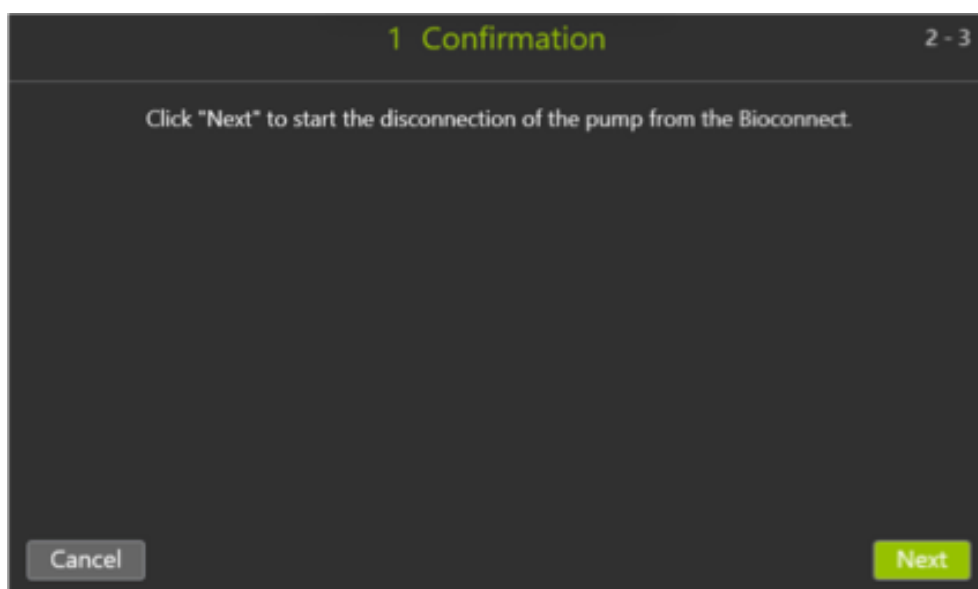 1 Confirmation
2 - 3
Click "Next" to start the disconnection of the pump from the Bioconnect.
Cancel
Next